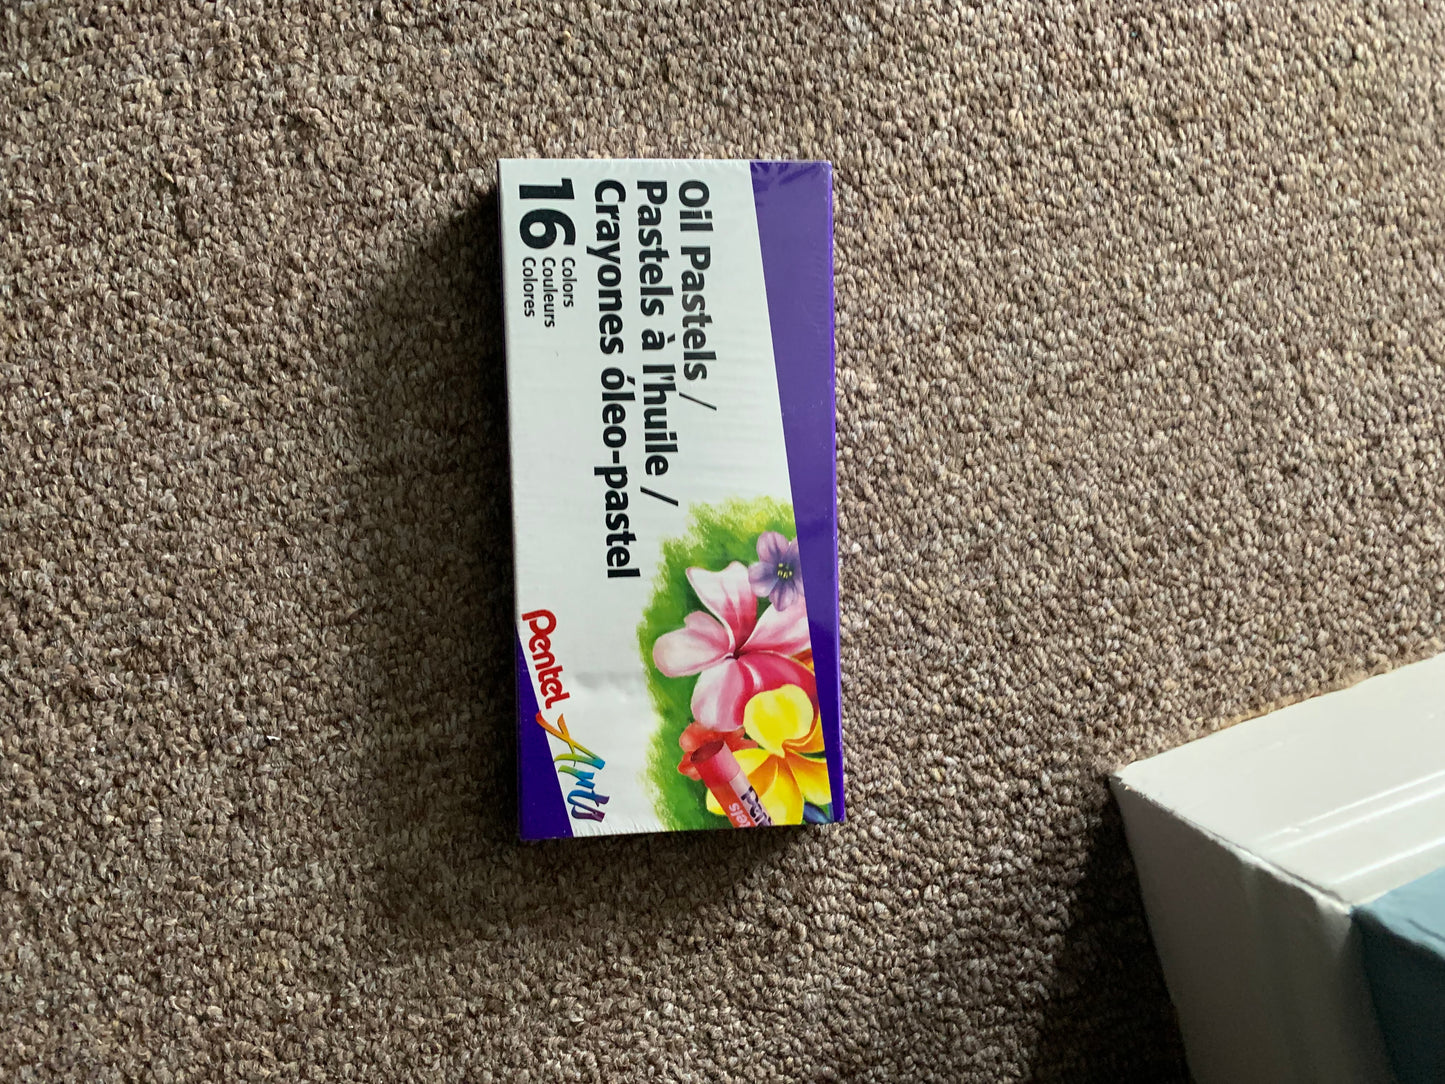 Oil Pastels /
Pastels à l'huile /
Crayones óleo-pastel
16
Colors
Couleurs
Colores
Pentel Arts